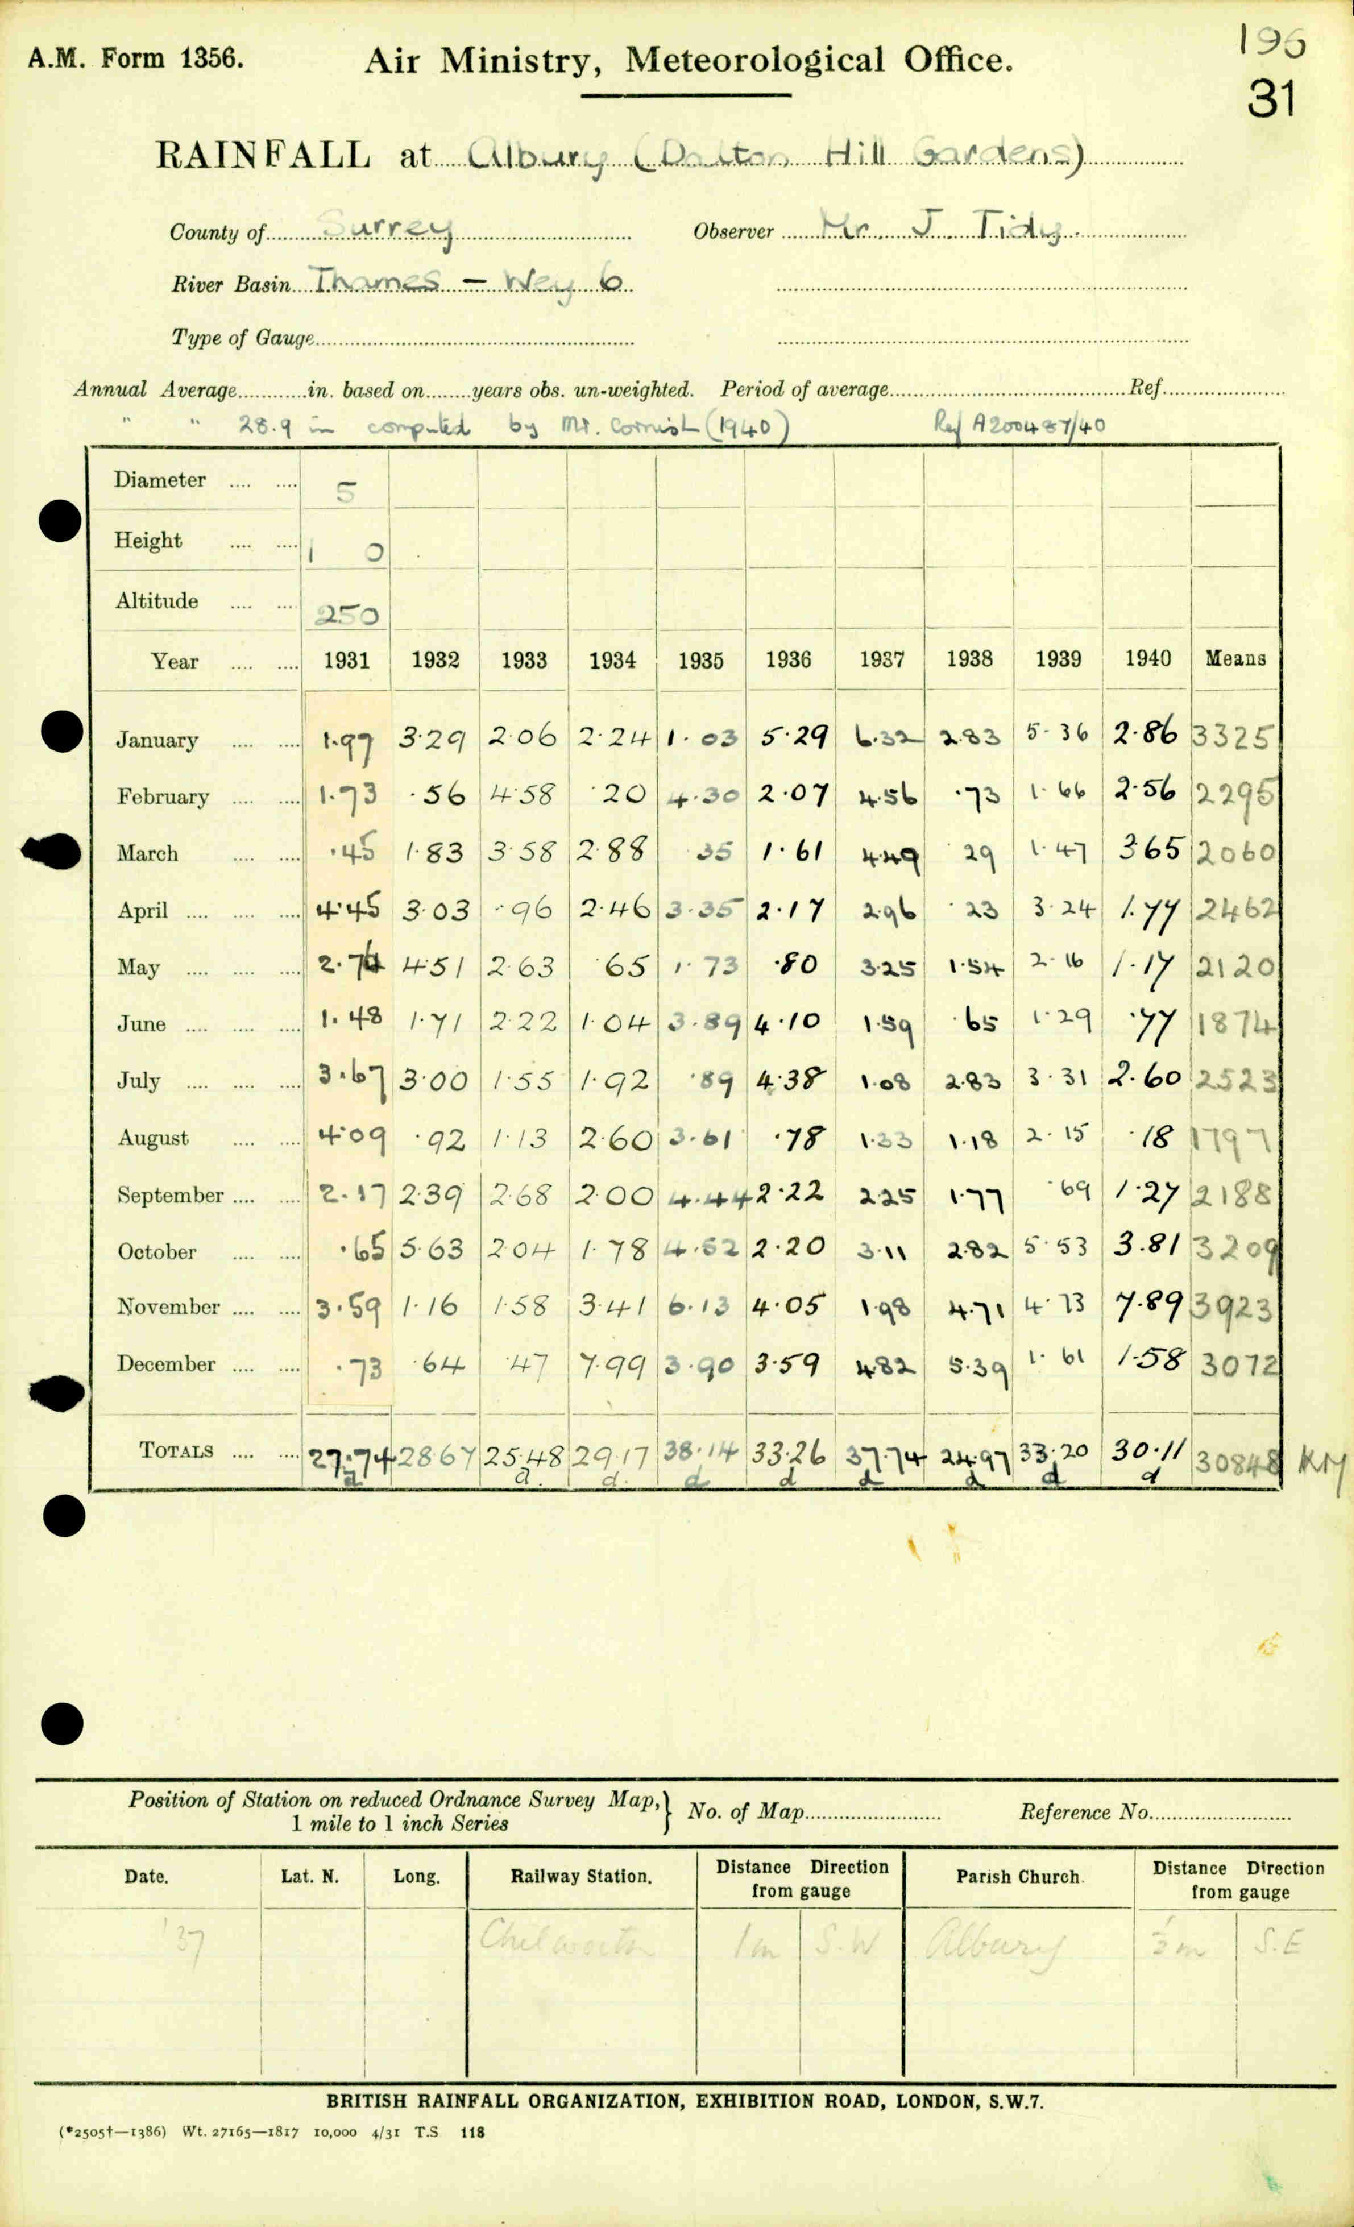 A.M. Form 1356.
Air Ministry, Meteorological Office.
196
31
RAINFALL at Albury (Dalton Hill Gardens)
County of Surrey Observer Mr. J. Tidy.
River Basin Thames - Wey 6
Type of Gauge
Annual Average in. based on years obs. un-weighted. Period of average Ref.
" " 28.9 in computed by Mr. Cornish (1940) Ref A200487/40
Diameter 5
Height 1 0
Altitude 250
Year 1931 1932 1933 1934 1935 1936 1937 1938 1939 1940 Means
January 1.97 3.29 2.06 2.24 1.03 5.29 6.32 2.83 5.36 2.86 3325
February 1.73 .56 4.58 .20 4.30 2.07 4.56 .73 1.66 2.56 2295
March .45 1.83 3.58 2.88 .35 1.61 4.49 .29 1.47 3.65 2060
April 4.45 3.03 .96 2.46 3.35 2.17 2.96 .23 3.24 1.77 2462
May 2.76 4.51 2.63 .65 1.73 .80 3.25 1.54 2.16 1.17 2120
June 1.48 1.71 2.22 1.04 3.89 4.10 1.59 .65 1.29 .77 1874
July 3.67 3.00 1.55 1.92 .89 4.38 1.08 2.83 3.31 2.60 2523
August 4.09 .92 1.13 2.60 3.61 .78 1.33 1.18 2.15 .18 1797
September 2.17 2.39 2.68 2.00 4.44 2.22 2.25 1.77 .69 1.27 2188
October .65 5.63 2.04 1.78 4.52 2.20 3.11 2.82 5.53 3.81 3209
November 3.59 1.16 1.58 3.41 6.13 4.05 1.98 4.71 4.73 7.89 3923
December .73 .64 .47 7.99 3.90 3.59 4.82 5.39 1.61 1.58 3072
TOTALS 27.74 28.67 25.48 29.17 38.14 33.26 37.74 24.97 33.20 30.11 30848 KM
d d d d d d d d d
Position of Station on reduced Ordnance Survey Map, } No. of Map Reference No.
1 mile to 1 inch Series
Date. Lat. N. Long. Railway Station. Distance Direction from gauge Parish Church. Distance Direction from gauge
'37 Chilworth 1m S.W Albury ½m S.E
BRITISH RAINFALL ORGANIZATION, EXHIBITION ROAD, LONDON, S.W.7.
(*2505†—1386) Wt. 27165—1817 10,000 4/31 T.S. 118